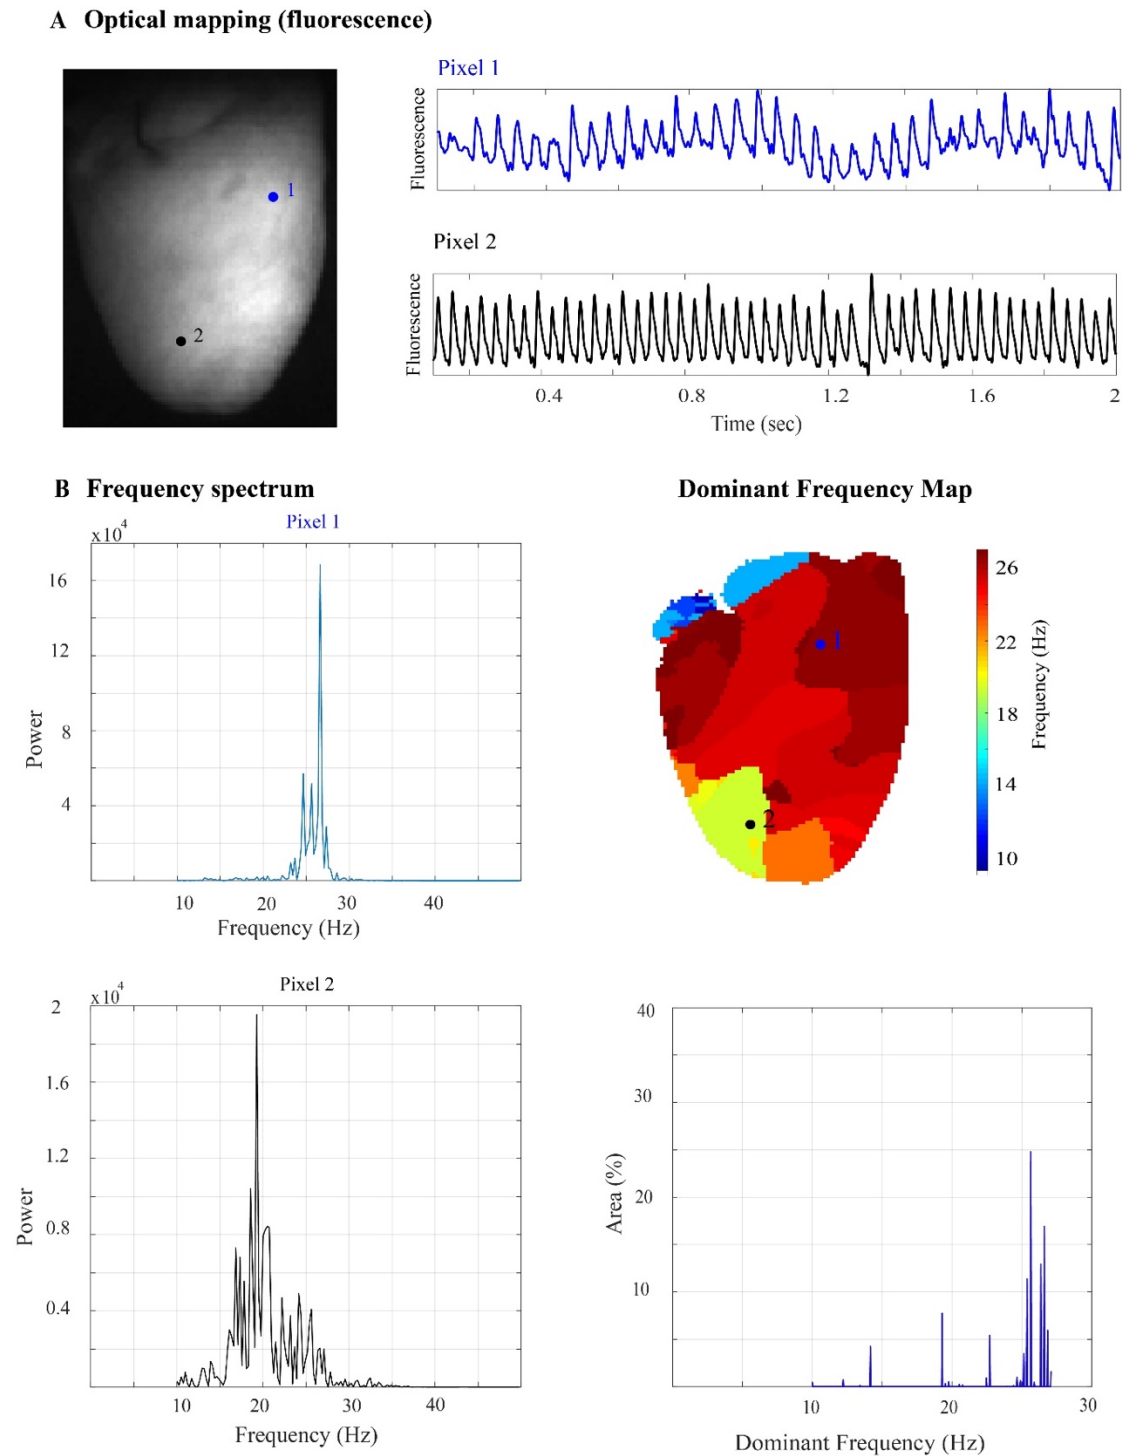 A Optical mapping (fluorescence)
Pixel 1
Fluorescence
1
2
Pixel 2
Fluorescence
0.4 0.8 1.2 1.6 2
Time (sec)
B Frequency spectrum
Dominant Frequency Map
Pixel 1
x10⁴
16
12
8
4
Power
10 20 30 40
Frequency (Hz)
1
2
26
22
18
14
10
Frequency (Hz)
Pixel 2
x10⁴
2
1.6
1.2
0.8
0.4
Power
10 20 30 40
Frequency (Hz)
40
30
20
10
Area (%)
10 20 30
Dominant Frequency (Hz)